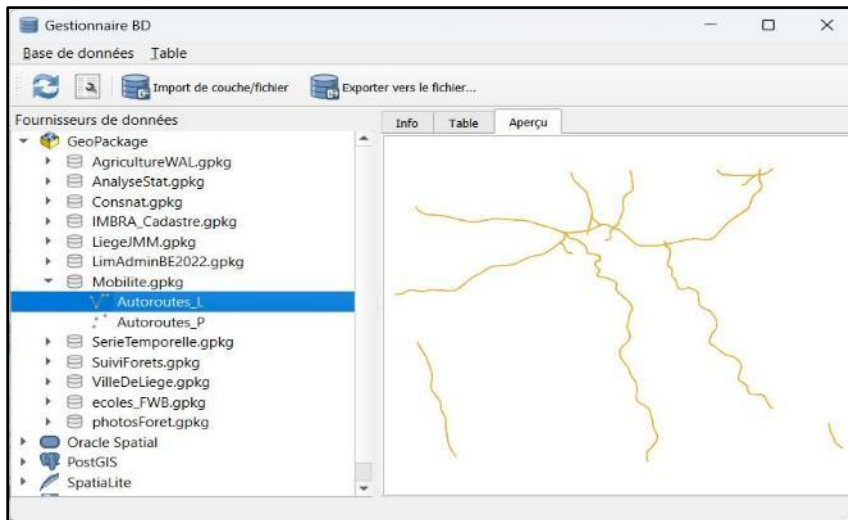 Gestionnaire BD
Base de données Table
Import de couche/fichier Exporter vers le fichier...
Fournisseurs de données
Info Table Aperçu
GeoPackage
AgricultureWAL.gpkg
AnalyseStat.gpkg
Consnat.gpkg
IMBRA_Cadastre.gpkg
LiegeJMM.gpkg
LimAdminBE2022.gpkg
Mobilite.gpkg
Autoroutes_L
Autoroutes_P
SerieTemporelle.gpkg
SuiviForets.gpkg
VilleDeLiege.gpkg
ecoles_FWB.gpkg
photosForet.gpkg
Oracle Spatial
PostGIS
SpatiaLite